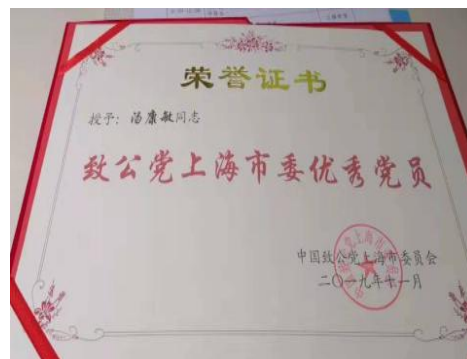 荣誉证书
授予：汤康敏同志
致公党上海市委优秀党员
中国致公党上海市委员会
二〇一九年十一月